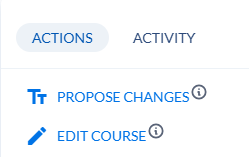 ACTIONS ACTIVITY
PROPOSE CHANGES
EDIT COURSE